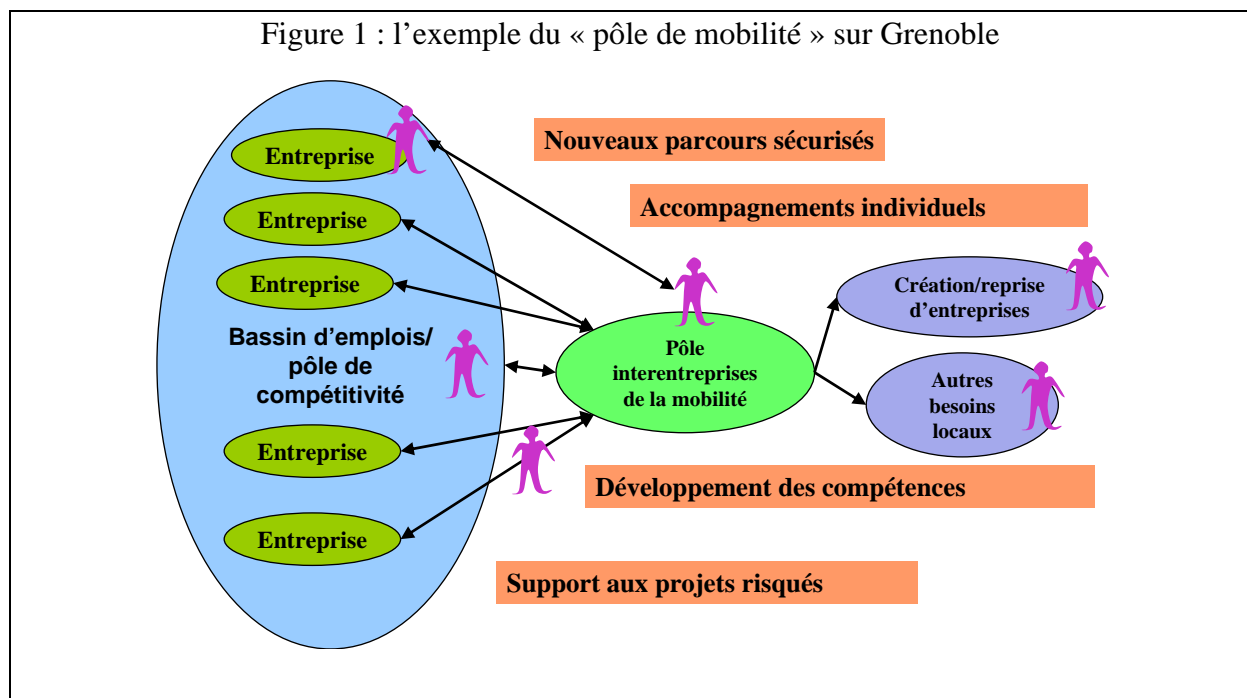 Figure 1 : l’exemple du « pôle de mobilité » sur Grenoble
Entreprise
Entreprise
Entreprise
Bassin d’emplois/
pôle de
compétitivité
Entreprise
Entreprise
Nouveaux parcours sécurisés
Accompagnements individuels
Pôle
interentreprises
de la mobilité
Création/reprise
d’entreprises
Autres
besoins
locaux
Développement des compétences
Support aux projets risqués